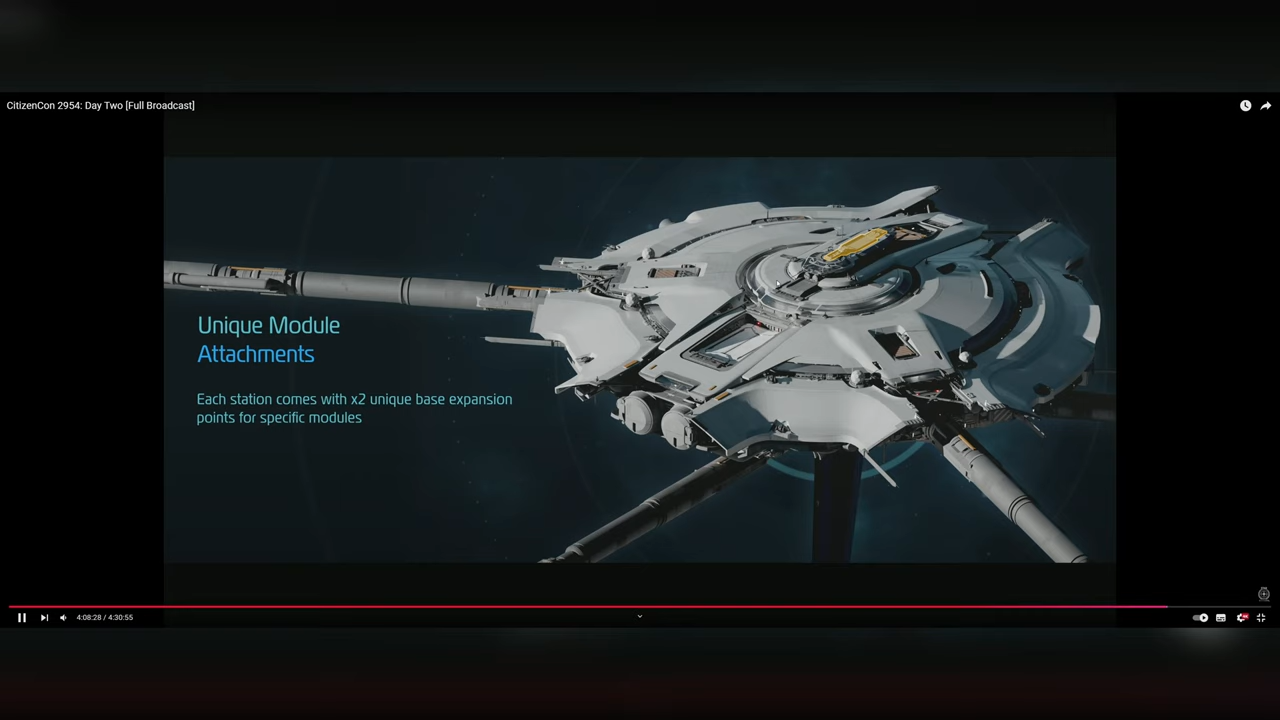 CitizenCon 2954: Day Two [Full Broadcast]
Unique Module
Attachments
Each station comes with x2 unique base expansion
points for specific modules
4:08:28 / 4:30:55